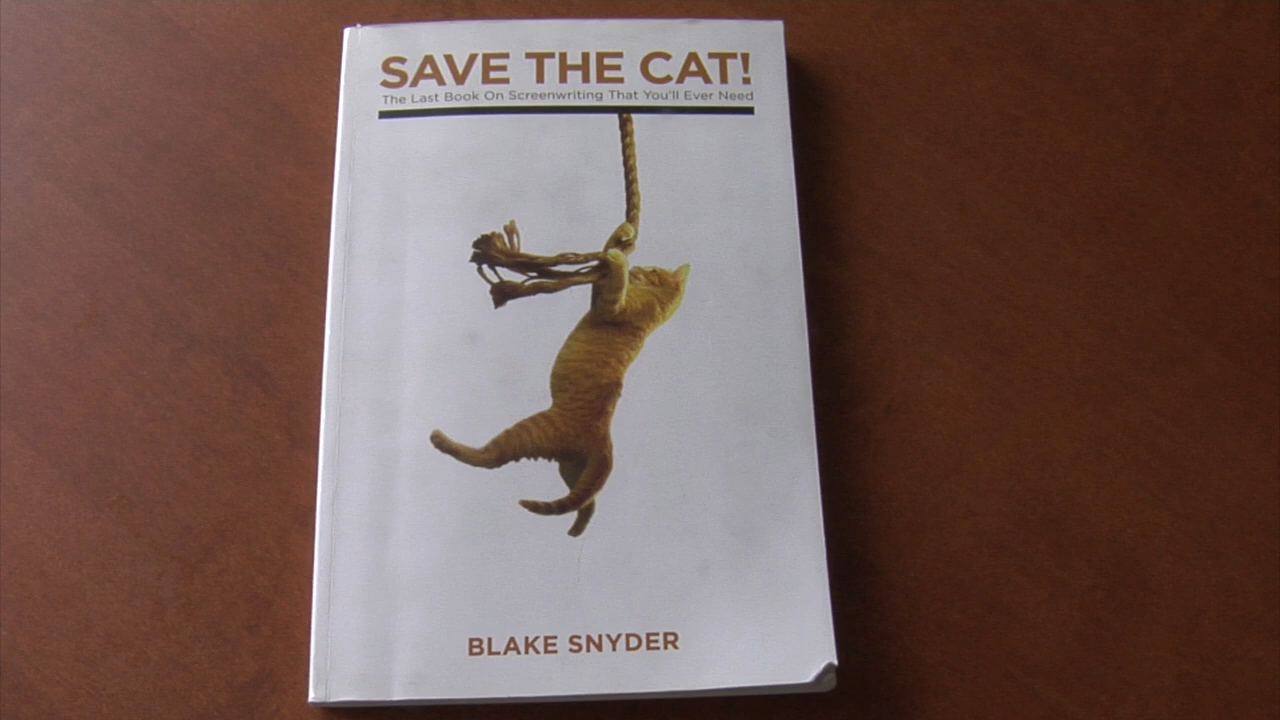 SAVE THE CAT!
The Last Book On Screenwriting That You'll Ever Need
BLAKE SNYDER